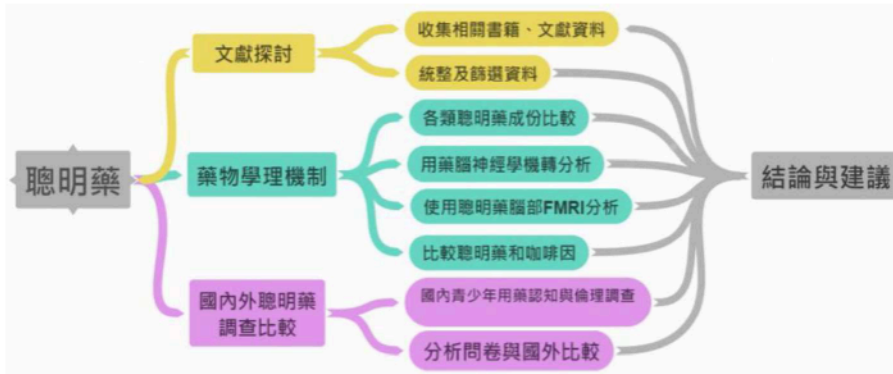 聰明藥
文獻探討
收集相關書籍、文獻資料
統整及篩選資料
藥物學理機制
各類聰明藥成份比較
用藥腦神經學機轉分析
使用聰明藥腦部FMRI分析
比較聰明藥和咖啡因
國內外聰明藥
調查比較
國內青少年用藥認知與倫理調查
分析問卷與國外比較
結論與建議